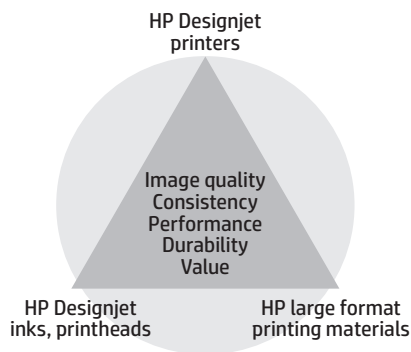 HP Designjet
printers
Image quality
Consistency
Performance
Durability
Value
HP Designjet
inks, printheads
HP large format
printing materials